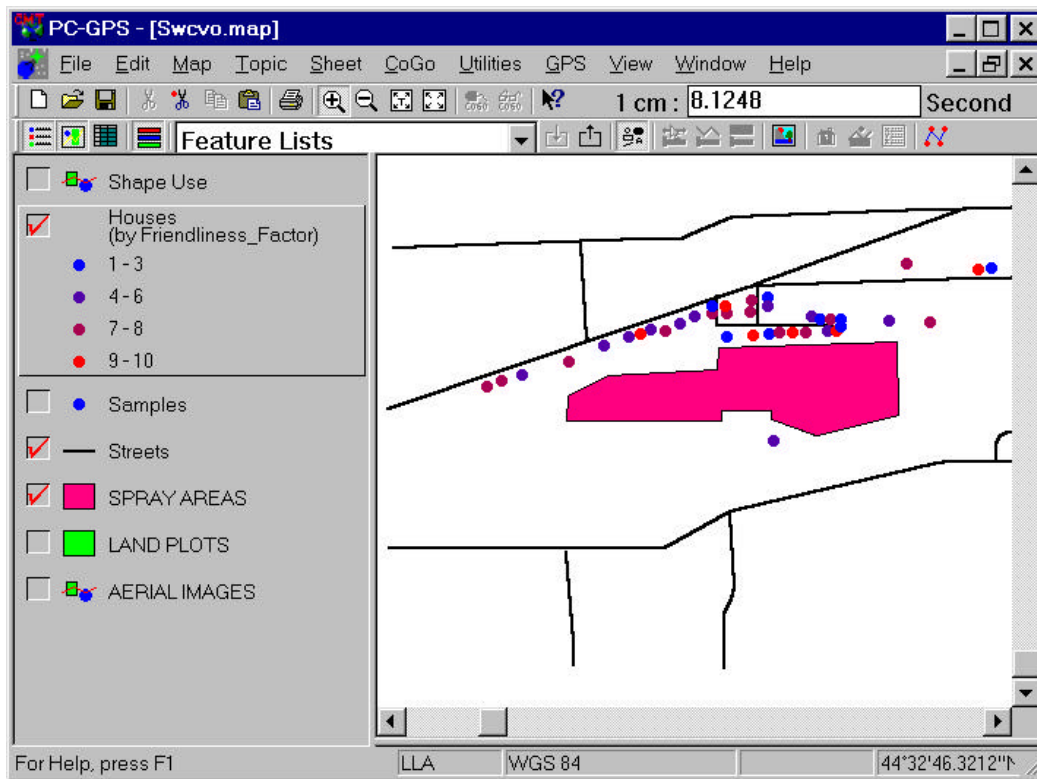 PC-GPS - [Swcvo.map]
File Edit Map Topic Sheet CoGo Utilities GPS View Window Help
1 cm : 8.1248 Second
Feature Lists
Shape Use
Houses
(by Friendliness_Factor)
1 - 3
4 - 6
7 - 8
9 - 10
Samples
Streets
SPRAY AREAS
LAND PLOTS
AERIAL IMAGES
For Help, press F1 LLA WGS 84 44°32'46.3212"